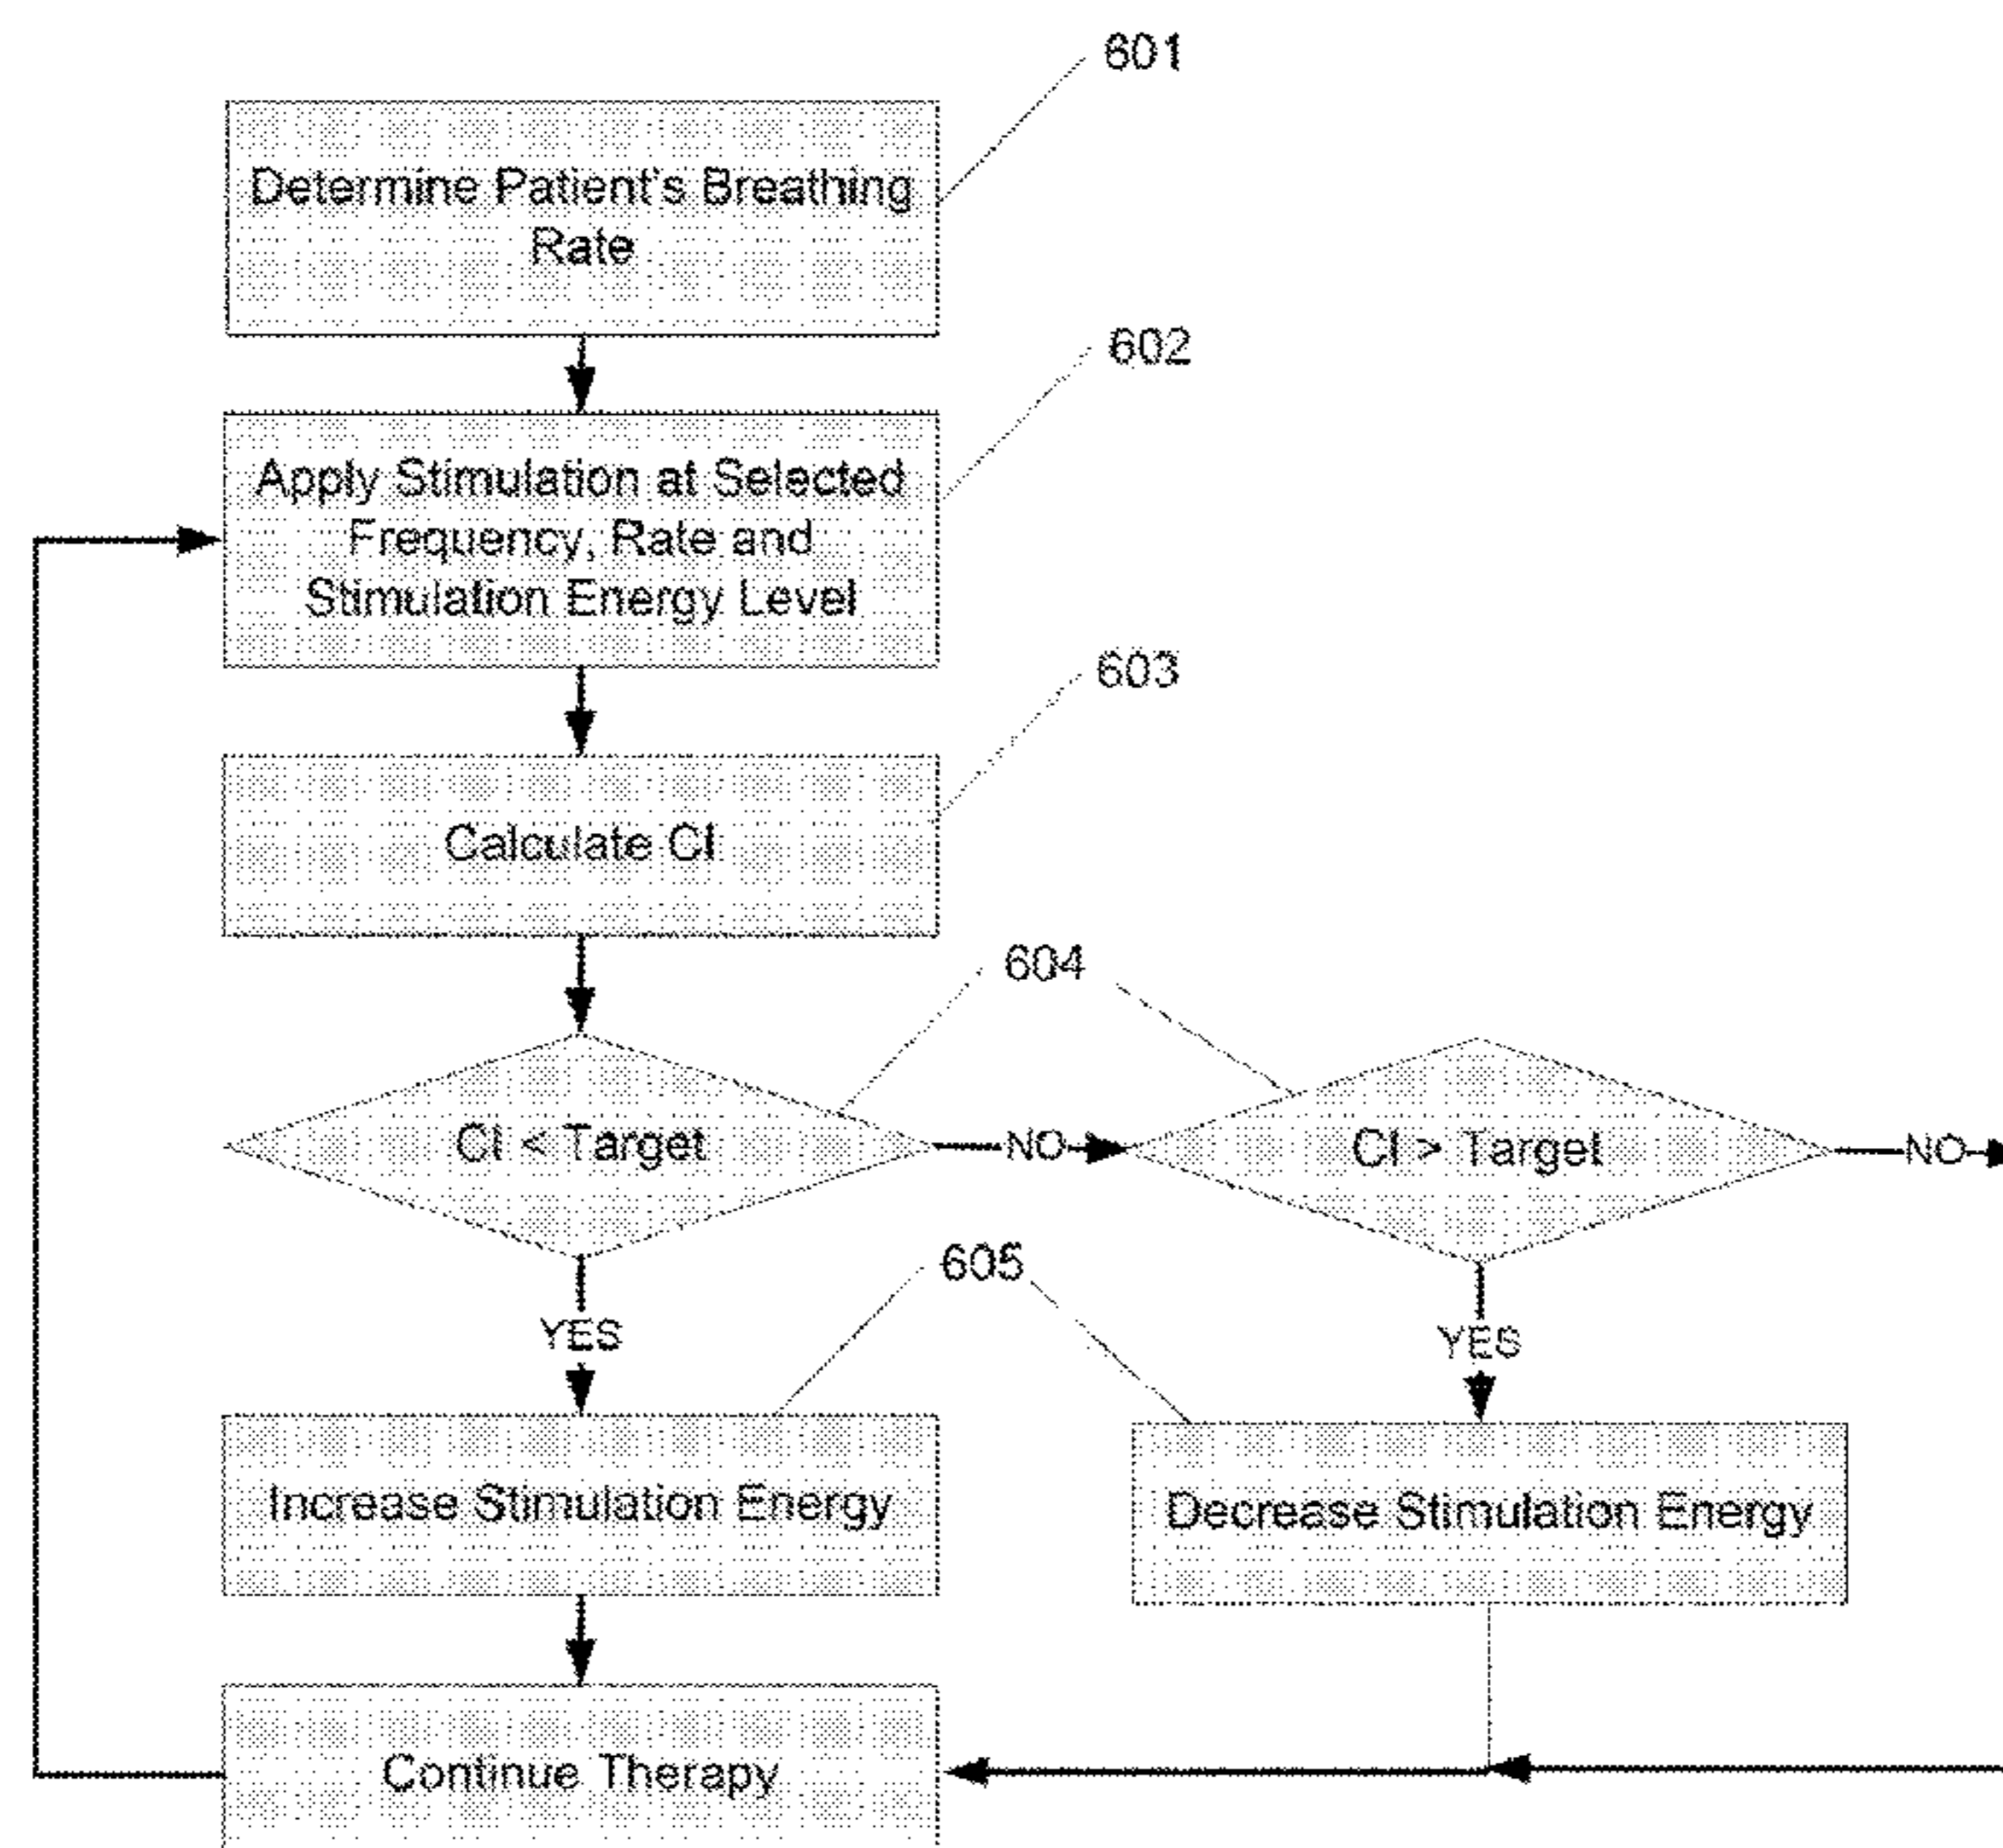 601
Determine Patient's Breathing
Rate
602
Apply Stimulation at Selected
Frequency, Rate and
Stimulation Energy Level
603
Calculate CI
604
CI < Target
NO
CI > Target
NO
605
YES
YES
Increase Stimulation Energy
Decrease Stimulation Energy
Continue Therapy